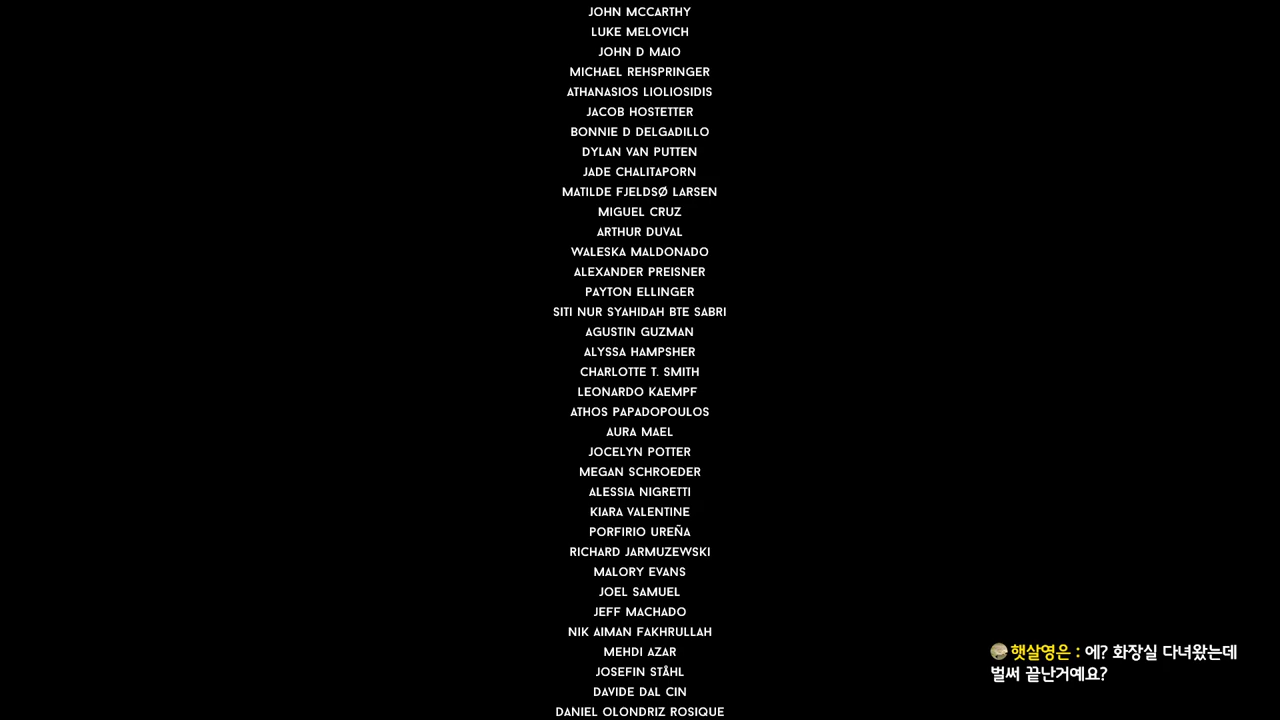 JOHN MCCARTHY
LUKE MELOVICH
JOHN D MAIO
MICHAEL REHSPRINGER
ATHANASIOS LIOLIOSIDIS
JACOB HOSTETTER
BONNIE D DELGADILLO
DYLAN VAN PUTTEN
JADE CHALITAPORN
MATILDE FJELDSØ LARSEN
MIGUEL CRUZ
ARTHUR DUVAL
WALESKA MALDONADO
ALEXANDER PREISNER
PAYTON ELLINGER
SITI NUR SYAHIDAH BTE SABRI
AGUSTIN GUZMAN
ALYSSA HAMPSHER
CHARLOTTE T. SMITH
LEONARDO KAEMPF
ATHOS PAPADOPOULOS
AURA MAEL
JOCELYN POTTER
MEGAN SCHROEDER
ALESSIA NIGRETTI
KIARA VALENTINE
PORFIRIO UREÑA
RICHARD JARMUZEWSKI
MALORY EVANS
JOEL SAMUEL
JEFF MACHADO
NIK AIMAN FAKHRULLAH
MEHDI AZAR
JOSEFIN STÅHL
DAVIDE DAL CIN
DANIEL OLONDRIZ ROSIQUE
햇살영은 : 에? 화장실 다녀왔는데
벌써 끝난거예요?